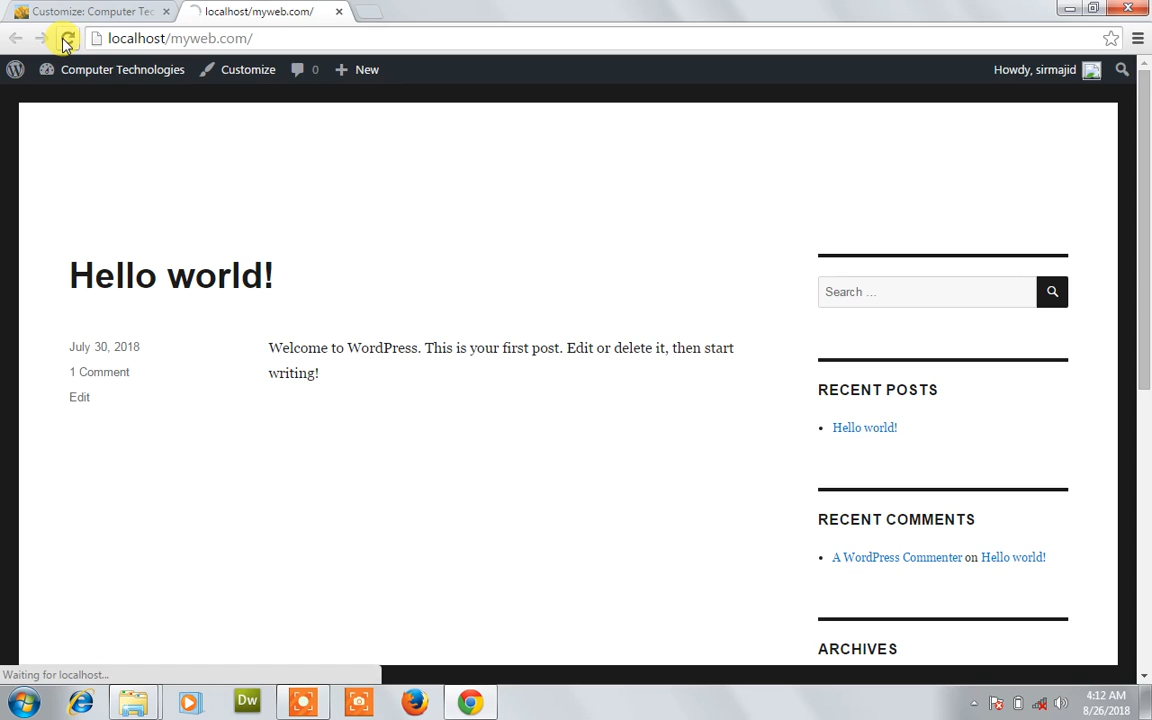 Customize: Computer Tec
localhost/myweb.com/
localhost/myweb.com/
Computer Technologies
Customize
0
New
Howdy, sirmajid
Hello world!
Search …
July 30, 2018
1 Comment
Edit
Welcome to WordPress. This is your first post. Edit or delete it, then start
writing!
RECENT POSTS
Hello world!
RECENT COMMENTS
A WordPress Commenter on Hello world!
ARCHIVES
Waiting for localhost...
Dw
4:12 AM
8/26/2018